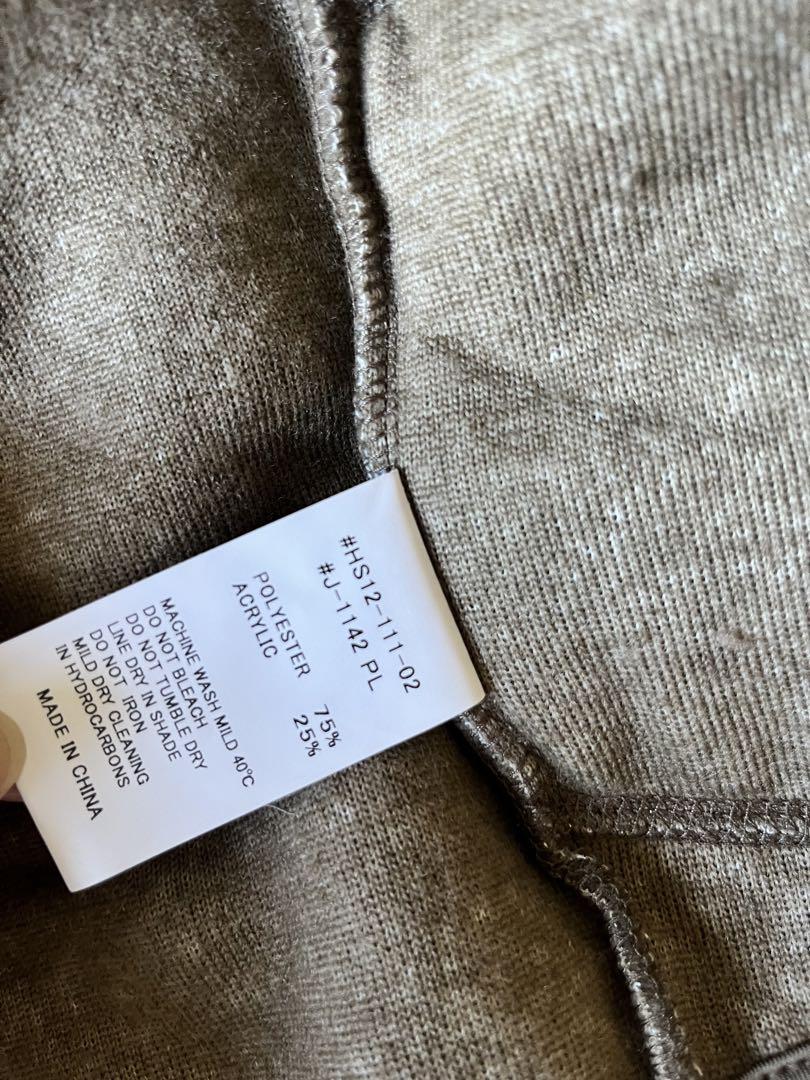 #HS12-111-02
#J-1142 PL
POLYESTER 75%
ACRYLIC 25%
MACHINE WASH MILD 40℃
DO NOT BLEACH
DO NOT TUMBLE DRY
LINE DRY IN SHADE
DO NOT IRON
MILD DRY CLEANING
IN HYDROCARBONS
MADE IN CHINA